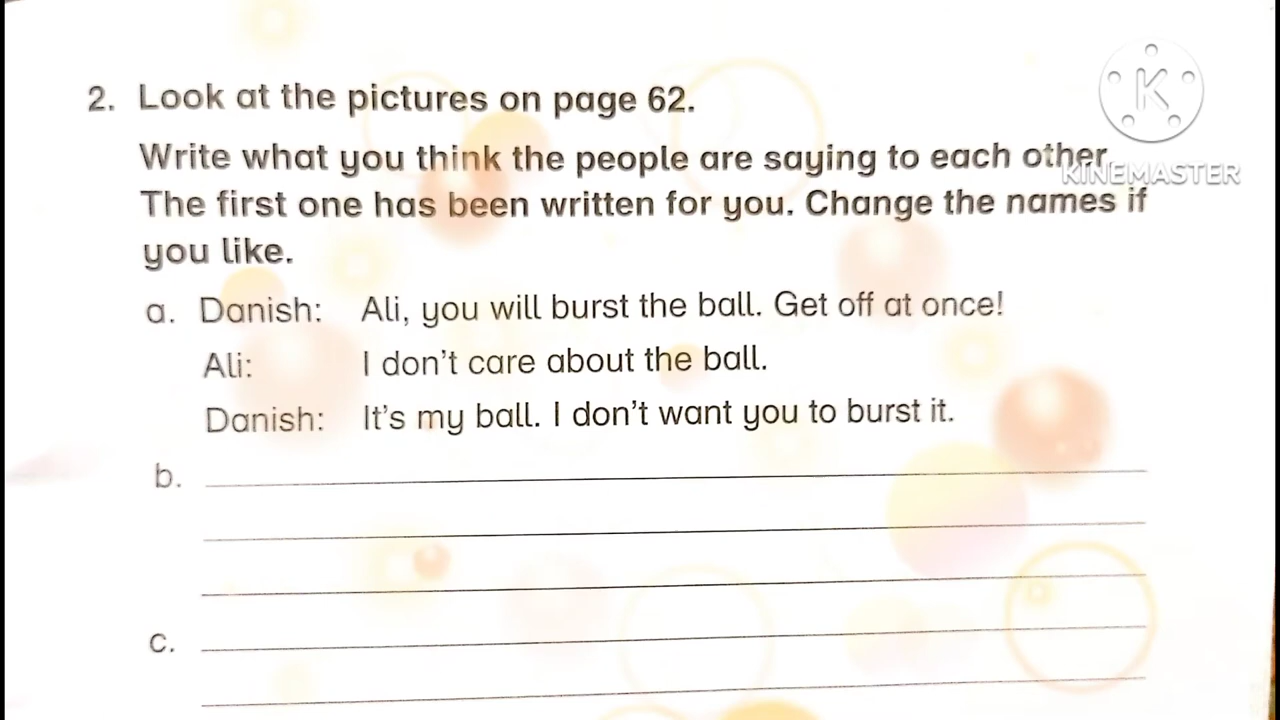 2. Look at the pictures on page 62.
Write what you think the people are saying to each other.
The first one has been written for you. Change the names if
you like.
a. Danish: Ali, you will burst the ball. Get off at once!
Ali: I don't care about the ball.
Danish: It's my ball. I don't want you to burst it.
b.
c.
K
KINEMASTER